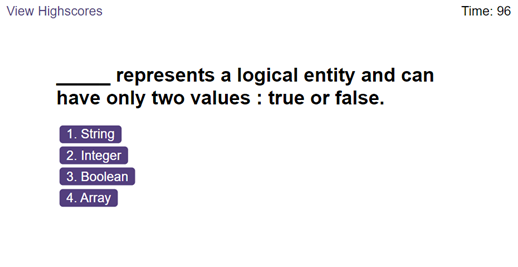 View Highscores
Time: 96
_____ represents a logical entity and can
have only two values : true or false.
1. String
2. Integer
3. Boolean
4. Array